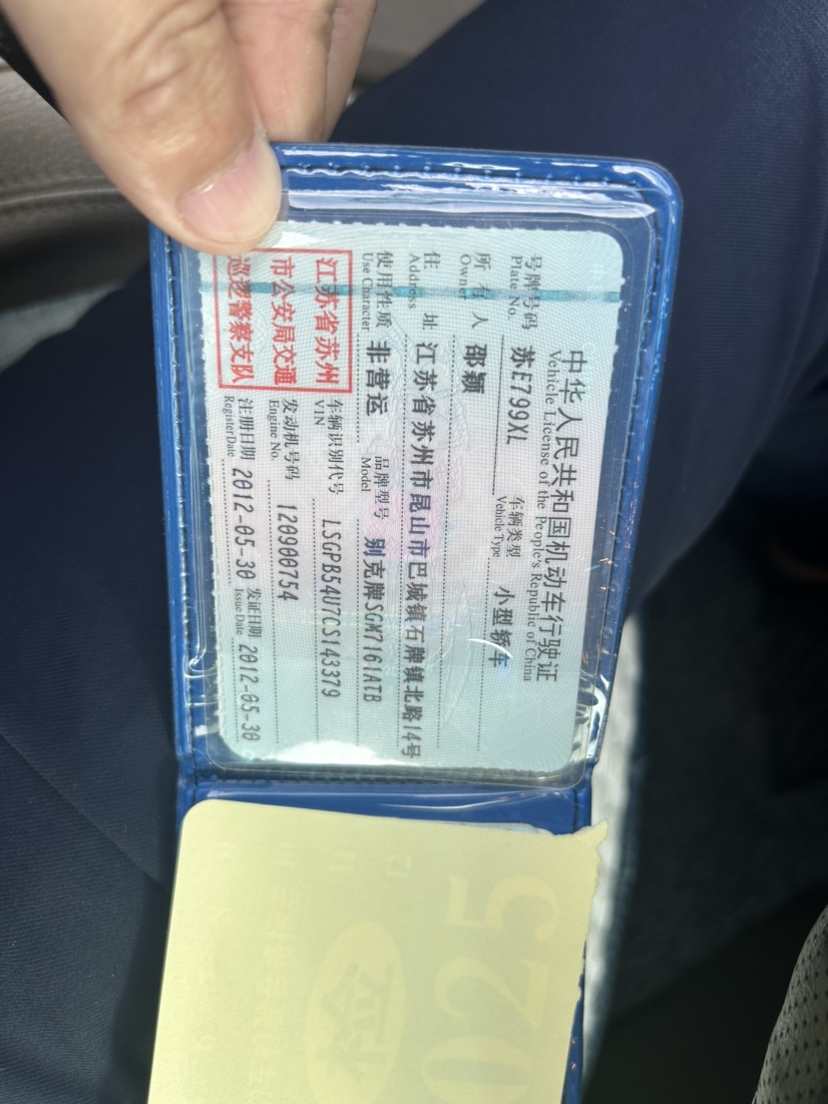 中华人民共和国机动车行驶证
Vehicle License of the People's Republic of China
号牌号码 苏E799XL 车辆类型 小型轿车
Plate No. Vehicle Type
所有人 邵颖
Owner
住址 江苏省苏州市昆山市巴城镇石牌镇北路14号
Address
使用性质 非营运 品牌型号 别克牌SGM7161ATB
Use Character Model
江苏省苏州
市公安局交通
巡逻警察支队
车辆识别代号 LSGPB54U7CS143379
VIN
发动机号码 120900754
Engine No.
注册日期 2012-05-30 发证日期 2012-05-30
Register Date Issue Date
025
检
12
11